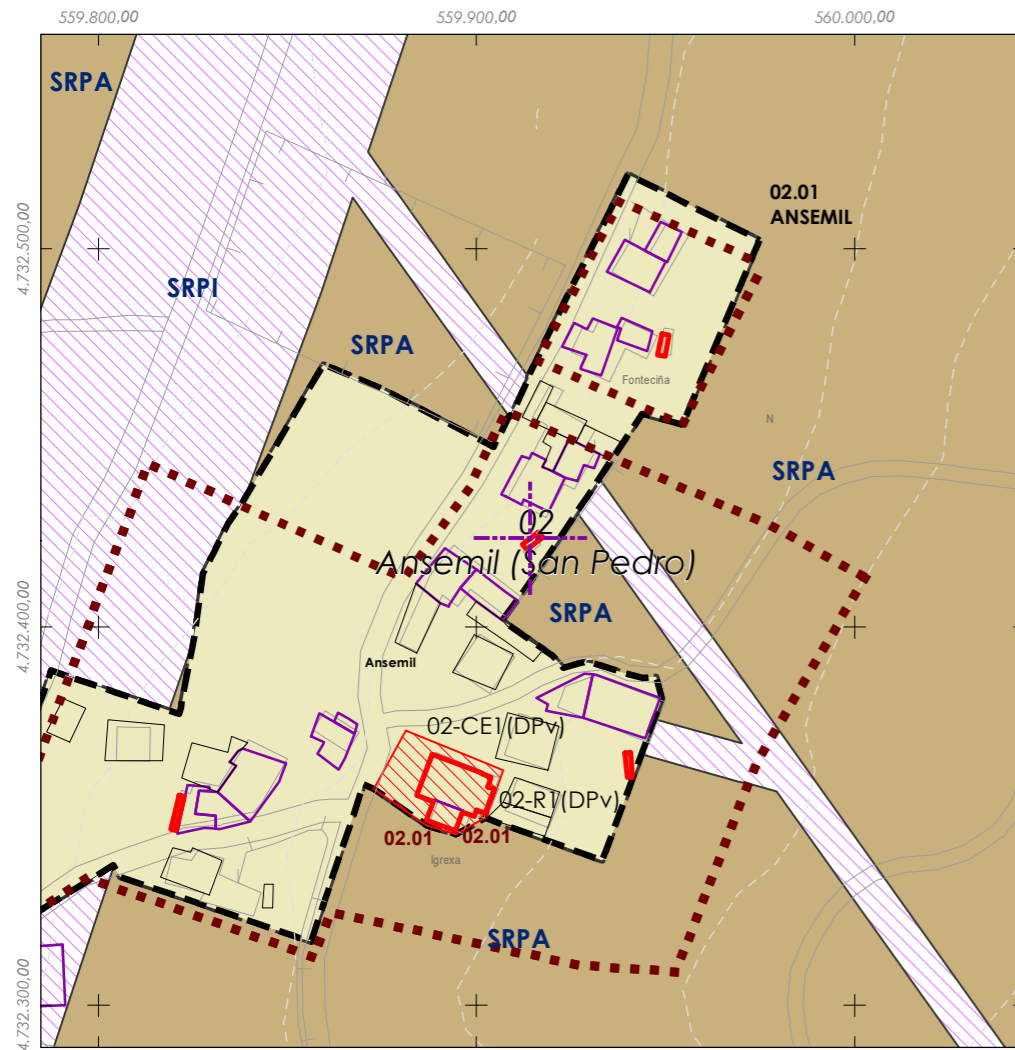 559.800,00
559.900,00
560.000,00
SRPA
02.01
ANSEMIL
4.732.500,00
SRPI
SRPA
Fonteciña
N
SRPA
02
Ansemil (San Pedro)
SRPA
4.732.400,00
Ansemil
02-CE1(DPv)
02-R1(DPv)
02.01
02.01
Igrexa
SRPA
4.732.300,00